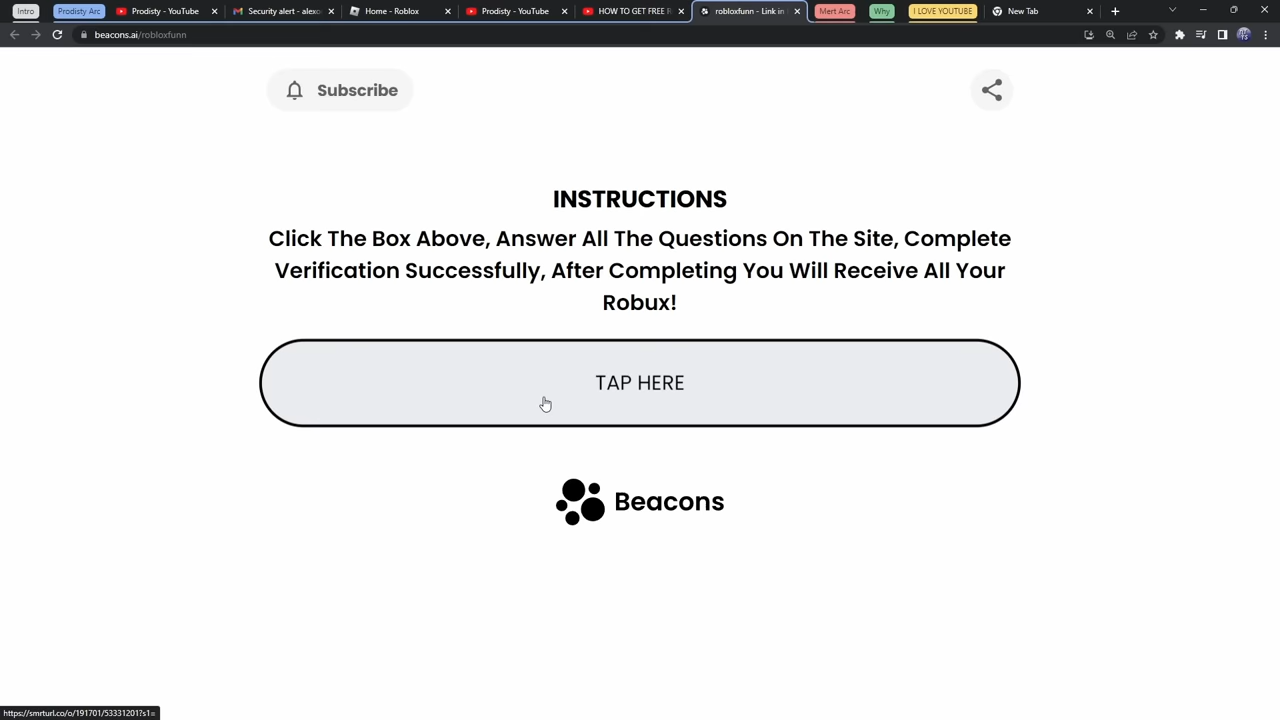 Intro
Prodisty Arc
Prodisty - YouTube
Security alert - alexo
Home - Roblox
Prodisty - YouTube
HOW TO GET FREE R
robloxfunn - Link in
Mert Arc
Why
I LOVE YOUTUBE
New Tab
beacons.ai/robloxfunn
Subscribe
INSTRUCTIONS
Click The Box Above, Answer All The Questions On The Site, Complete
Verification Successfully, After Completing You Will Receive All Your
Robux!
TAP HERE
Beacons
https://smrturl.co/o/191701/53331201?s1=